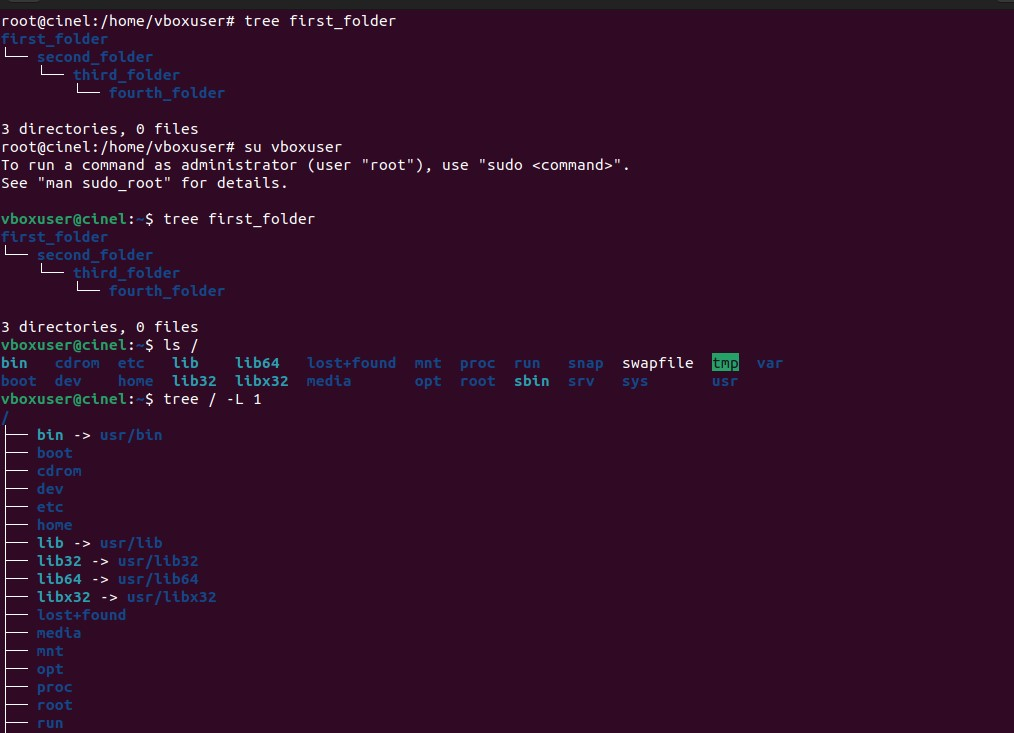 root@cinel:/home/vboxuser# tree first_folder
first_folder
└── second_folder
    └── third_folder
        └── fourth_folder

3 directories, 0 files
root@cinel:/home/vboxuser# su vboxuser
To run a command as administrator (user "root"), use "sudo <command>".
See "man sudo_root" for details.

vboxuser@cinel:~$ tree first_folder
first_folder
└── second_folder
    └── third_folder
        └── fourth_folder

3 directories, 0 files
vboxuser@cinel:~$ ls /
bin   cdrom  etc   lib    lib64   lost+found  mnt  proc  run   snap  swapfile  tmp  var
boot  dev    home  lib32  libx32  media       opt  root  sbin  srv   sys       usr
vboxuser@cinel:~$ tree / -L 1
/
├── bin -> usr/bin
├── boot
├── cdrom
├── dev
├── etc
├── home
├── lib -> usr/lib
├── lib32 -> usr/lib32
├── lib64 -> usr/lib64
├── libx32 -> usr/libx32
├── lost+found
├── media
├── mnt
├── opt
├── proc
├── root
├── run